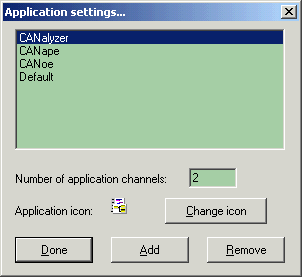 Application settings...
CANalyzer
CANape
CANoe
Default
Number of application channels: 2
Application icon: Change icon
Done Add Remove